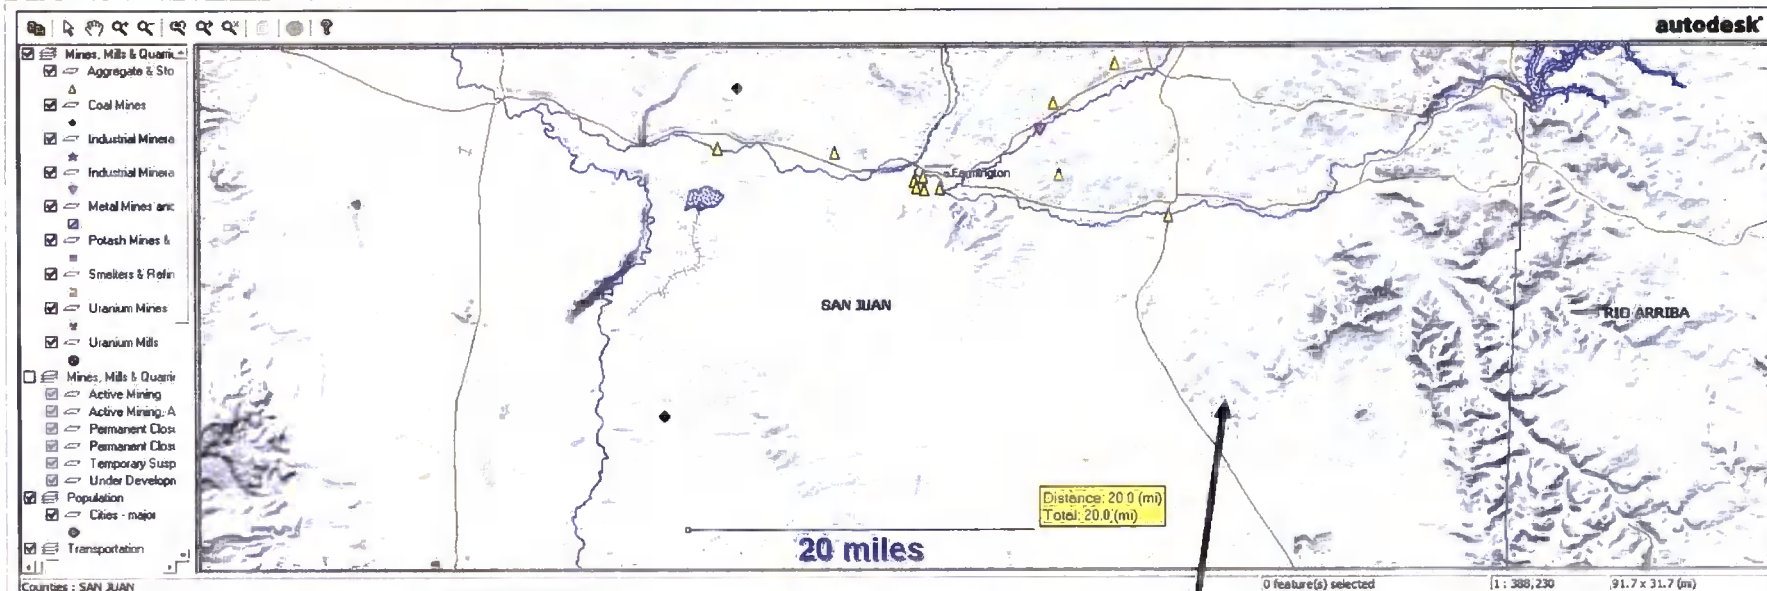 autodesk
Mines, Mills & Quarri
Aggregate & Sto
Coal Mines
Industrial Minera
Industrial Minera
Metal Mines anc
Potash Mines &
Smelters & Refin
Uranium Mines
Uranium Mills
Mines, Mills & Quarri
Active Mining
Active Mining, A
Permanent Clos
Permanent Clos
Temporary Susp
Under Developn
Population
Cities - major
Transportation
Farmington
SAN JUAN
RIO ARRIBA
Distance: 20.0 (mi)
Total: 20.0 (mi)
20 miles
Counties : SAN JUAN
0 feature(s) selected
1 : 388,230
91.7 x 31.7 (mi)